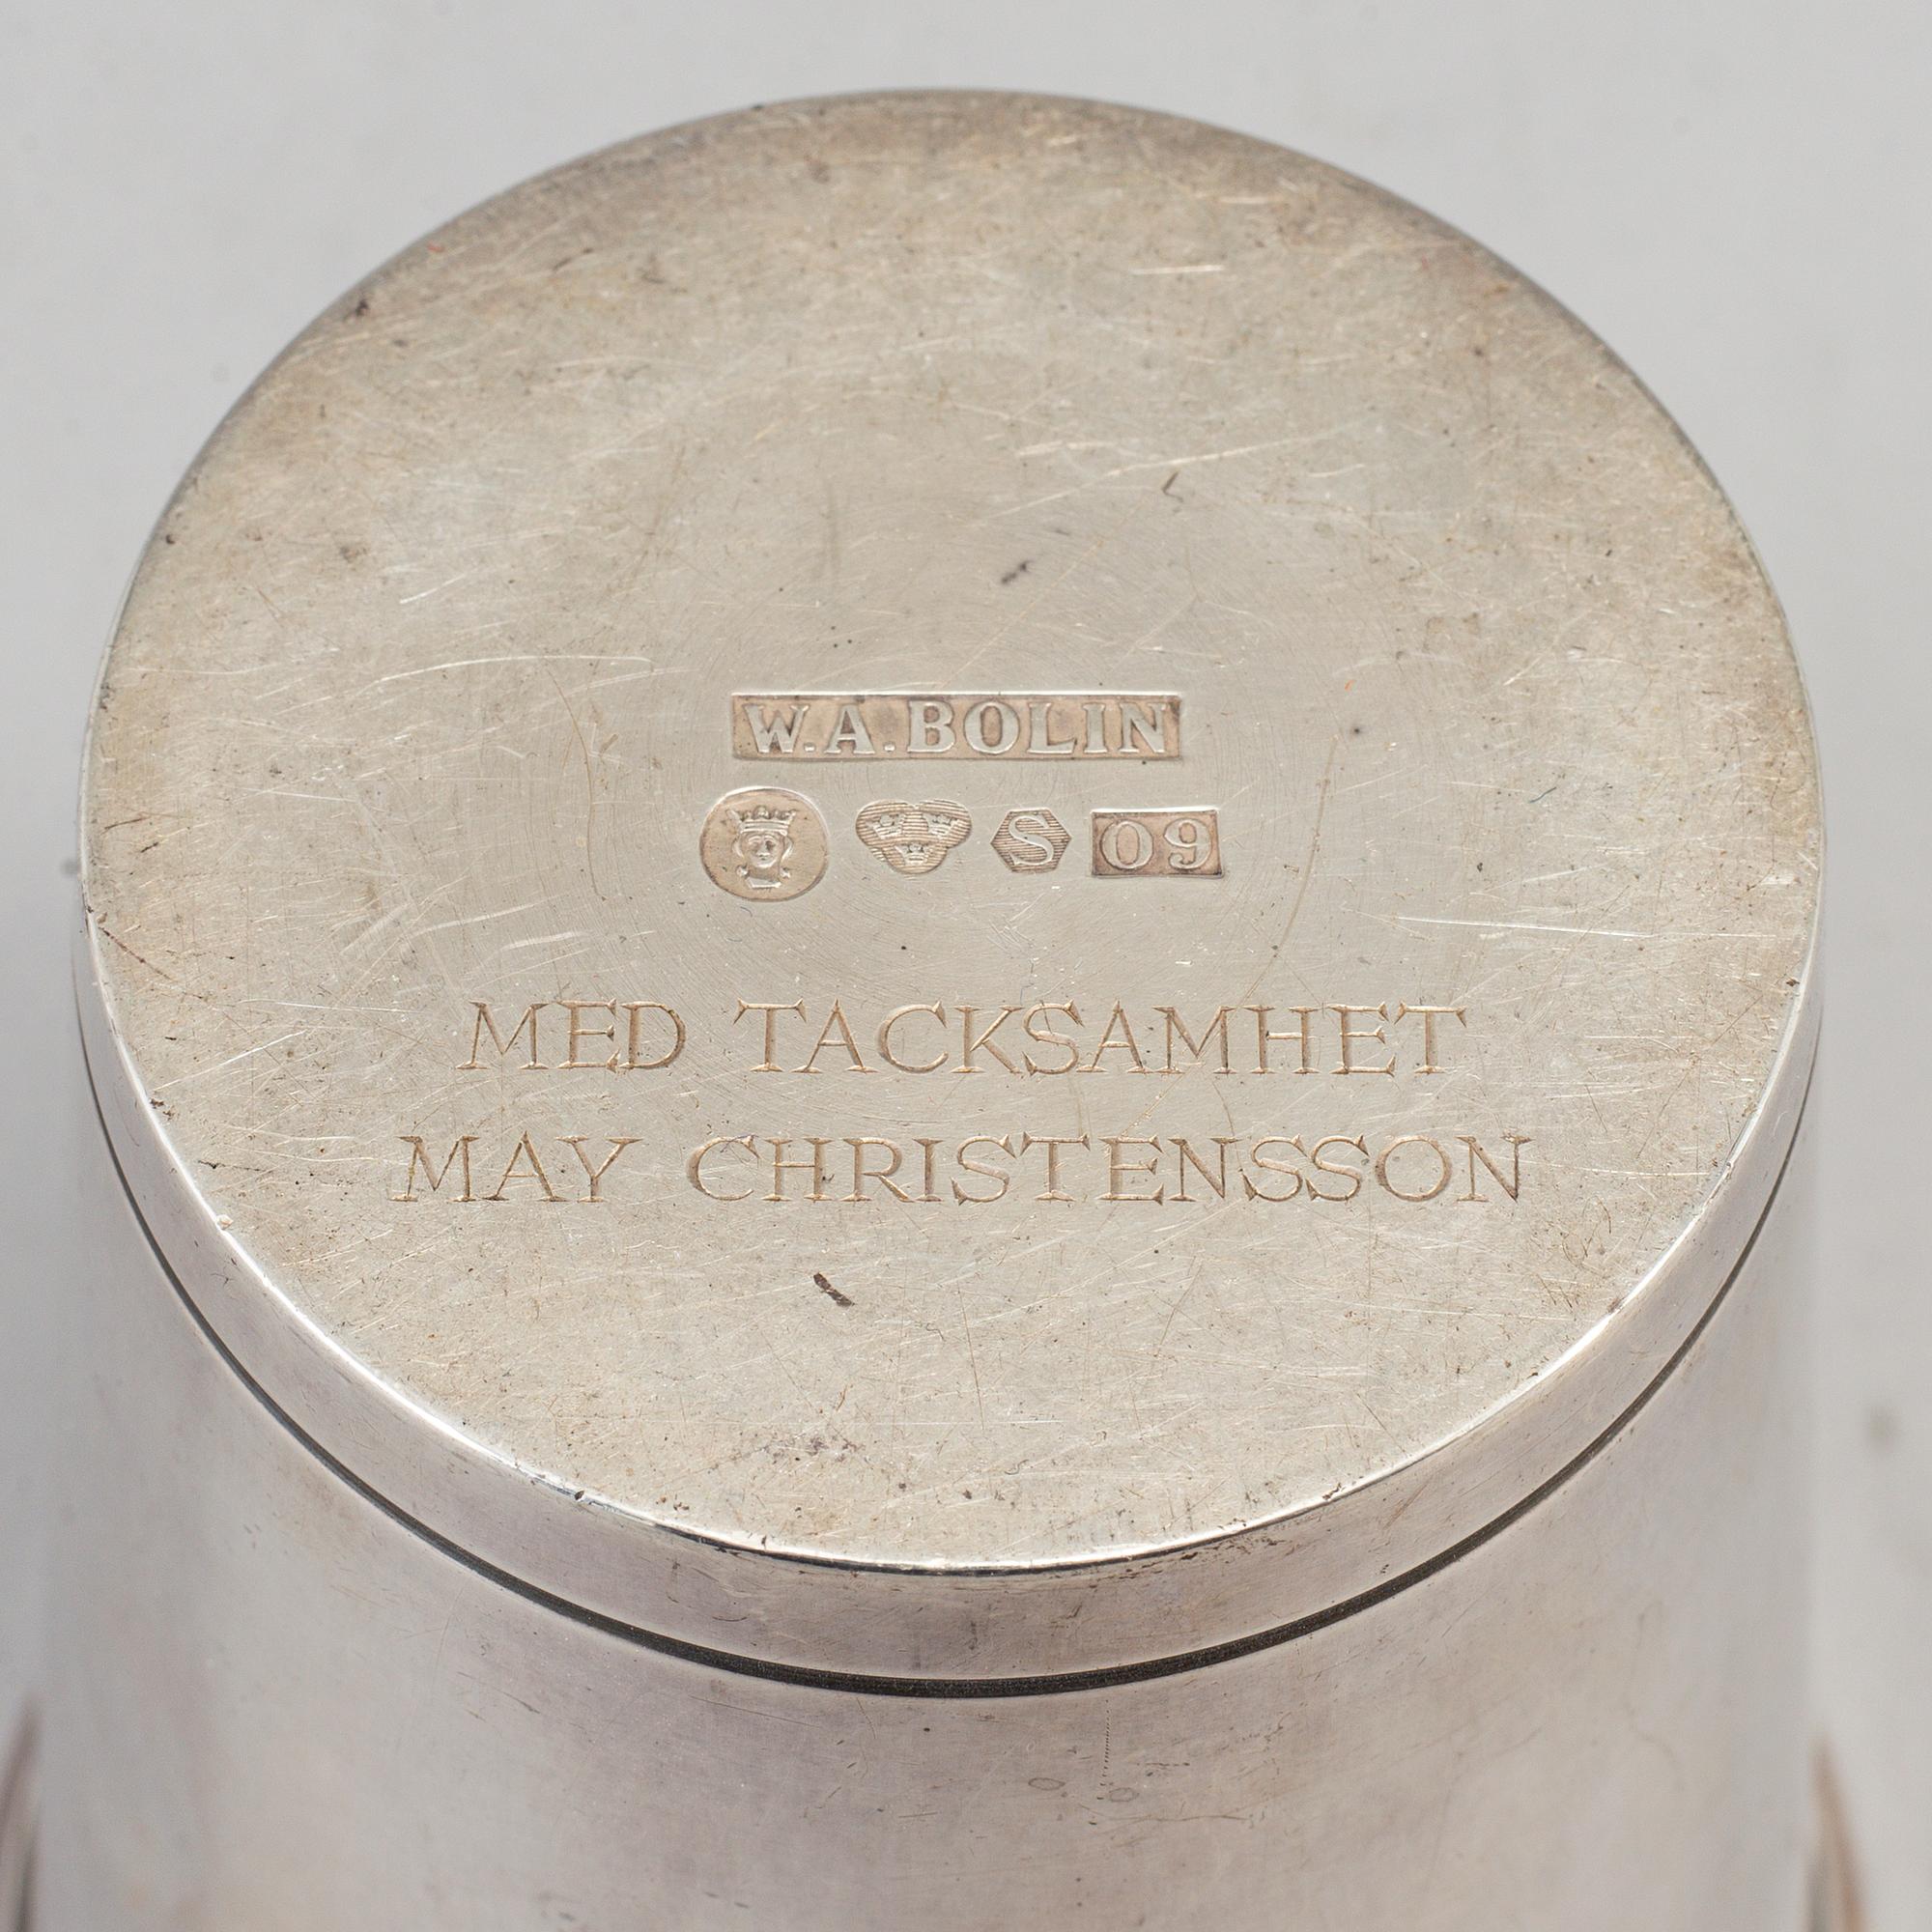 W.A.BOLIN
S 09
MED TACKSAMHET
MAY CHRISTENSSON